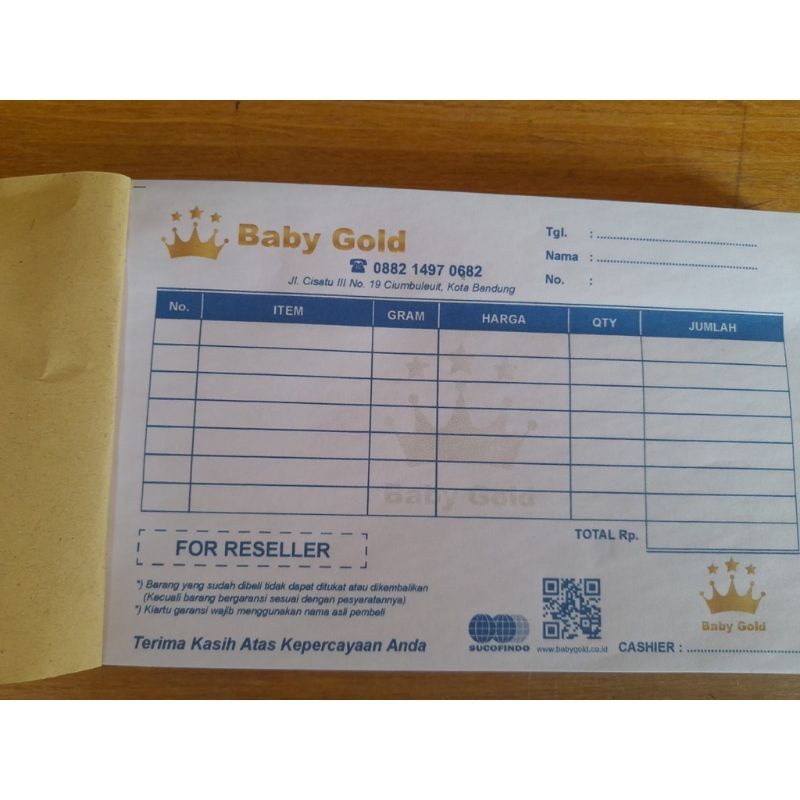 Baby Gold
☎ 0882 1497 0682
Jl. Cisatu III No. 19 Ciumbuleuit, Kota Bandung
Tgl. : ..........
Nama : ..........
No. :
No. ITEM GRAM HARGA QTY JUMLAH
Baby Gold
TOTAL Rp.
FOR RESELLER
*) Barang yang sudah dibeli tidak dapat ditukat atau dikembalikan
(Kecuali barang bergaransi sesuai dengan pesyaratannya)
*) Kiartu garansi wajib menggunakan nama asli pembeli
Terima Kasih Atas Kepercayaan Anda
SUCOFINDO
www.babygold.co.id
CASHIER : ..........
Baby Gold